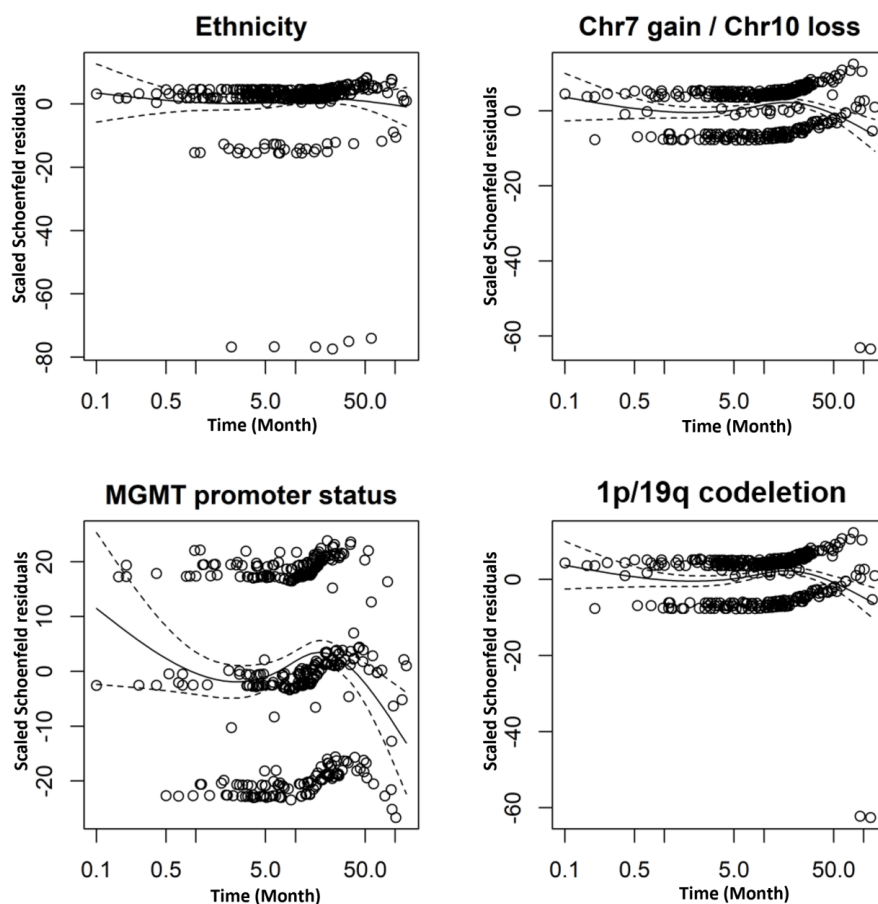 Ethnicity
Scaled Schoenfeld residuals
0
-20
-40
-60
-80
0.1
0.5
5.0
50.0
Time (Month)
Chr7 gain / Chr10 loss
Scaled Schoenfeld residuals
0
-20
-40
-60
0.1
0.5
5.0
50.0
Time (Month)
MGMT promoter status
Scaled Schoenfeld residuals
20
10
0
-10
-20
0.1
0.5
5.0
50.0
Time (Month)
1p/19q codeletion
Scaled Schoenfeld residuals
0
-20
-40
-60
0.1
0.5
5.0
50.0
Time (Month)